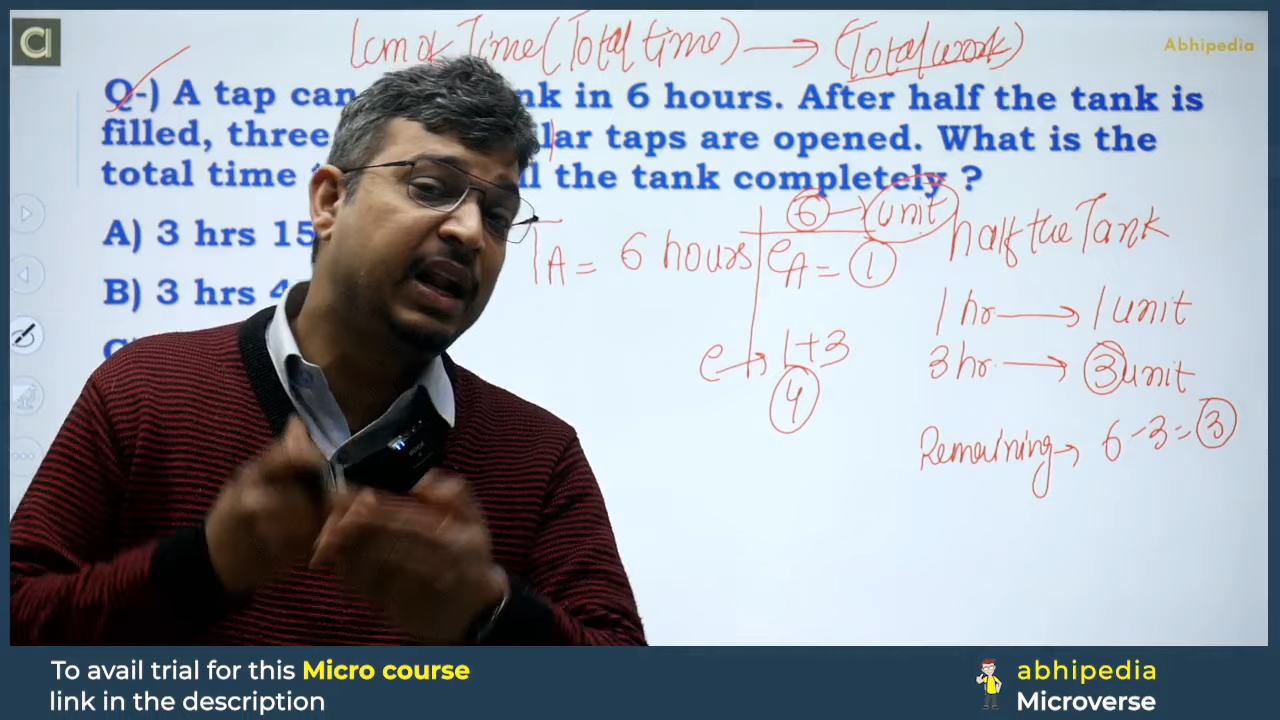 lcm of Time (Total time) → (Total work)
Abhipedia
Q-) A tap can nk in 6 hours. After half the tank is
filled, three lar taps are opened. What is the
total time ll the tank completely ?
A) 3 hrs 15
B) 3 hrs 4
6 → unit
half the Tank
TA = 6 hours
eA = 1
1 hr → 1 unit
e → 1+3
4
3 hr → 3 unit
Remaining → 6-3=3
To avail trial for this Micro course
link in the description
abhipedia
Microverse